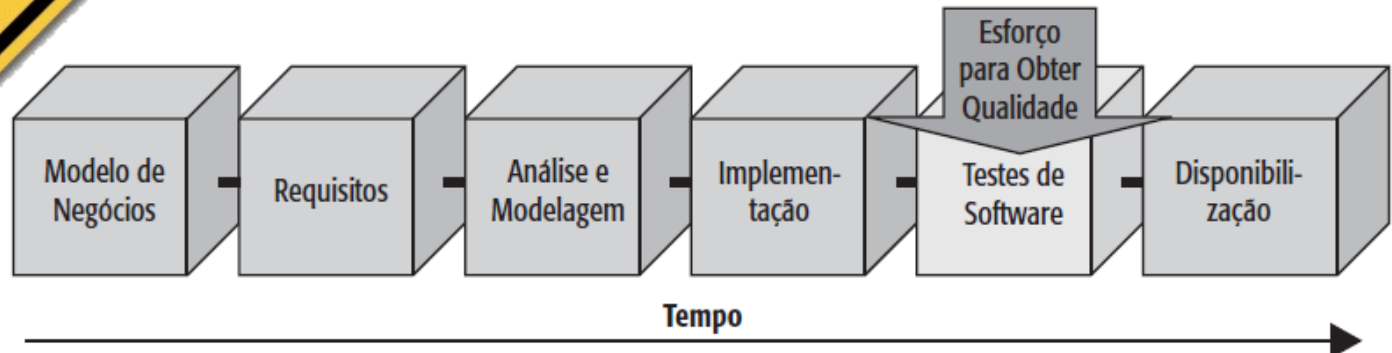 Esforço
para Obter
Qualidade
Modelo de
Negócios
Requisitos
Análise e
Modelagem
Implemen-
tação
Testes de
Software
Disponibili-
zação
Tempo